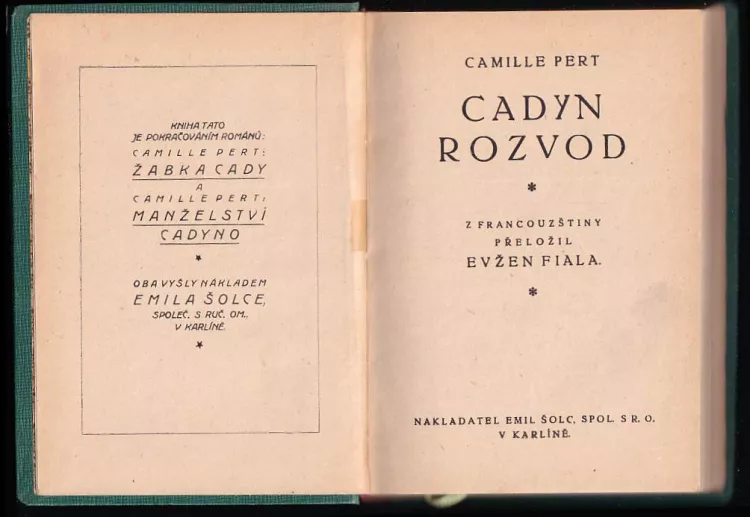 KNIHA TATO
JE POKRAČOVÁNÍM ROMÁNŮ:
CAMILLE PERT:
ŽABKA CADY
A
CAMILLE PERT:
MANŽELSTVÍ
CADYNO
*
OBA VYŠLY NÁKLADEM
EMILA ŠOLCE,
SPOLEČ. S RUČ. OM.,
V KARLÍNĚ.
*
CAMILLE PERT
CADYN
ROZVOD
*
Z FRANCOUZŠTINY
PŘELOŽIL
EVŽEN FIALA.
*
NAKLADATEL EMIL ŠOLC, SPOL. S R. O.
V KARLÍNĚ.